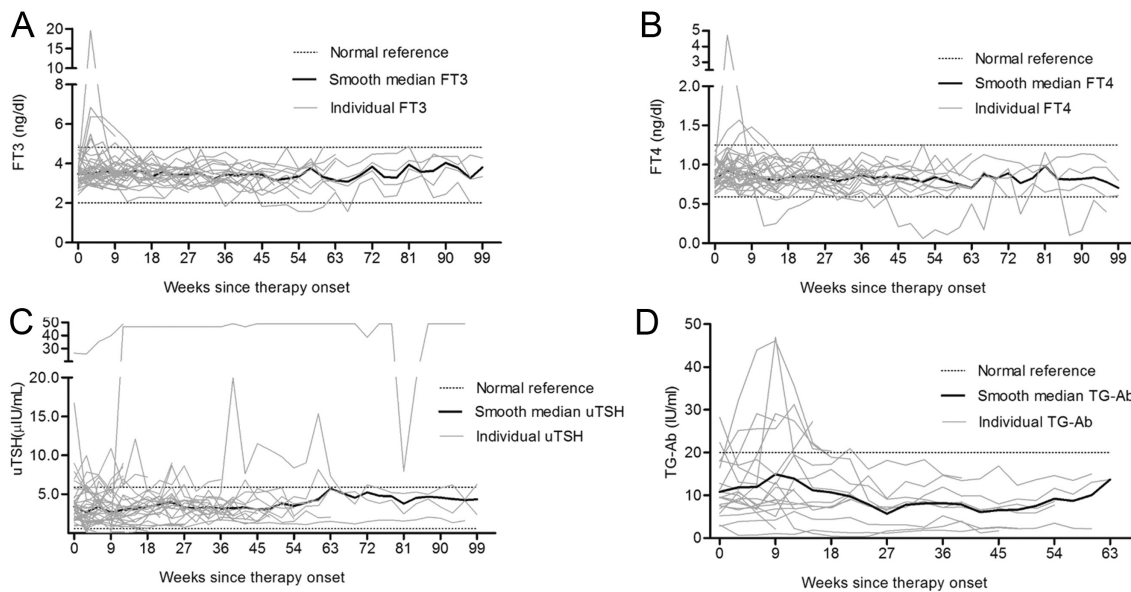 A
FT3 (ng/dl)
20
15
10
8
6
4
2
0
Normal reference
Smooth median FT3
Individual FT3
0 9 18 27 36 45 54 63 72 81 90 99
Weeks since therapy onset
B
FT4 (ng/dl)
5
4
3
2.0
1.5
1.0
0.5
0.0
Normal reference
Smooth median FT4
Individual FT4
0 9 18 27 36 45 54 63 72 81 90 99
Weeks since therapy onset
C
uTSH(μIU/mL)
50
40
30
20.0
15.0
10.0
5.0
Normal reference
Smooth median uTSH
Individual uTSH
0 9 18 27 36 45 54 63 72 81 90 99
Weeks since therapy onset
D
TG-Ab (IU/ml)
50
40
30
20
10
0
Normal reference
Smooth median TG-Ab
Individual TG-Ab
0 9 18 27 36 45 54 63
Weeks since therapy onset